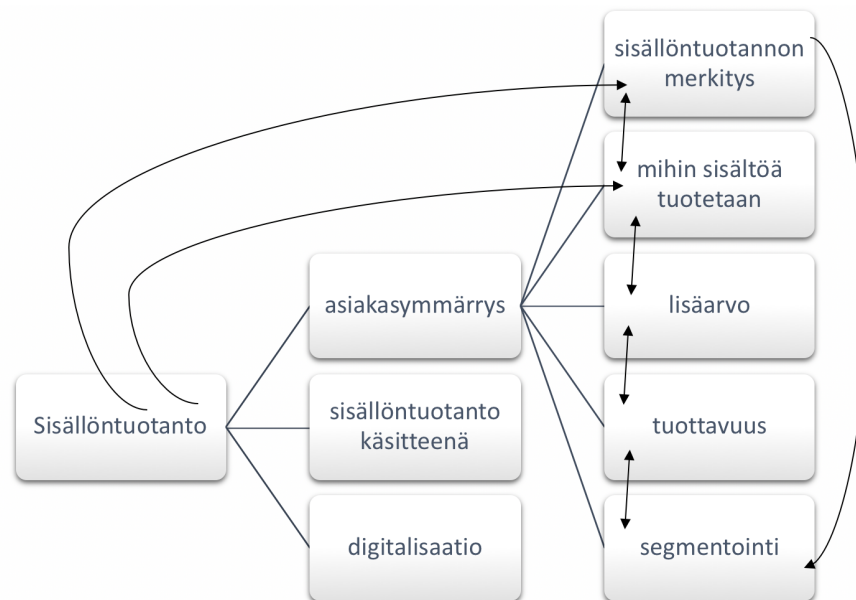 sisällöntuotannon
merkitys
mihin sisältöä
tuotetaan
asiakasymmärrys
lisäarvo
Sisällöntuotanto
sisällöntuotanto
käsitteenä
tuottavuus
digitalisaatio
segmentointi